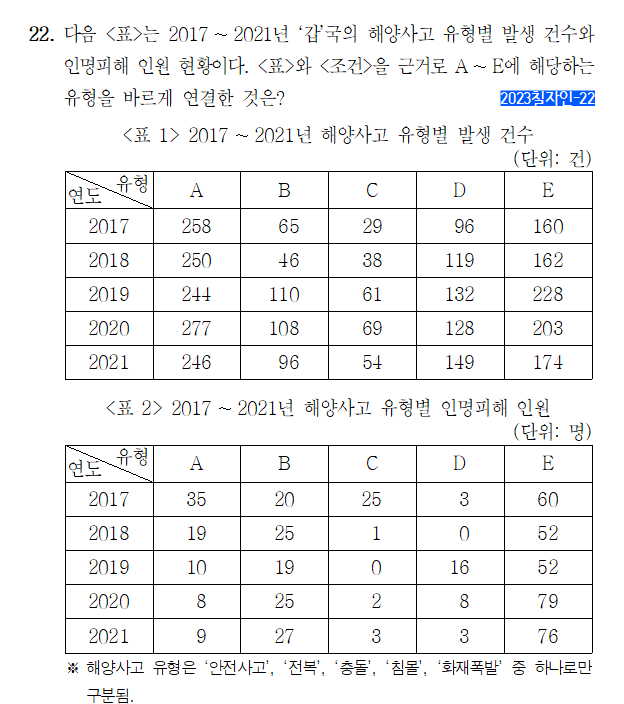 22. 다음 <표>는 2017~2021년 ‘갑’국의 해양사고 유형별 발생 건수와
인명피해 인원 현황이다. <표>와 <조건>을 근거로 A~E에 해당하는
유형을 바르게 연결한 것은?
2023칠자인-22
<표 1> 2017~2021년 해양사고 유형별 발생 건수
(단위: 건)
연도 유형 A B C D E
2017 258 65 29 96 160
2018 250 46 38 119 162
2019 244 110 61 132 228
2020 277 108 69 128 203
2021 246 96 54 149 174
<표 2> 2017~2021년 해양사고 유형별 인명피해 인원
(단위: 명)
연도 유형 A B C D E
2017 35 20 25 3 60
2018 19 25 1 0 52
2019 10 19 0 16 52
2020 8 25 2 8 79
2021 9 27 3 3 76
※ 해양사고 유형은 ‘안전사고’, ‘전복’, ‘충돌’, ‘침몰’, ‘화재폭발’ 중 하나로만
구분됨.